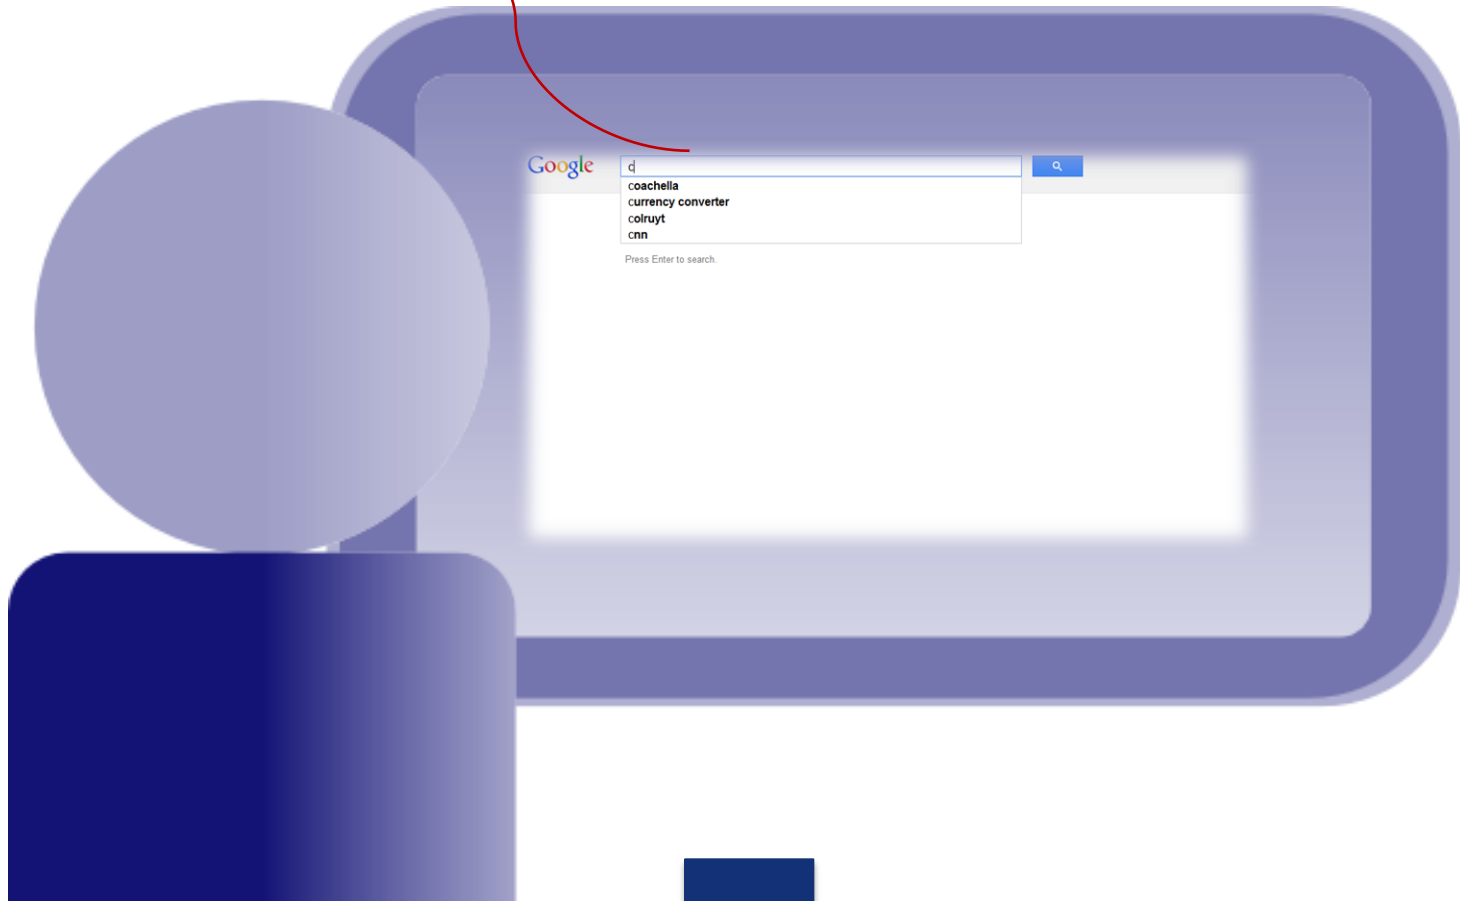 Google
c
coachella
currency converter
colruyt
cnn
Press Enter to search.